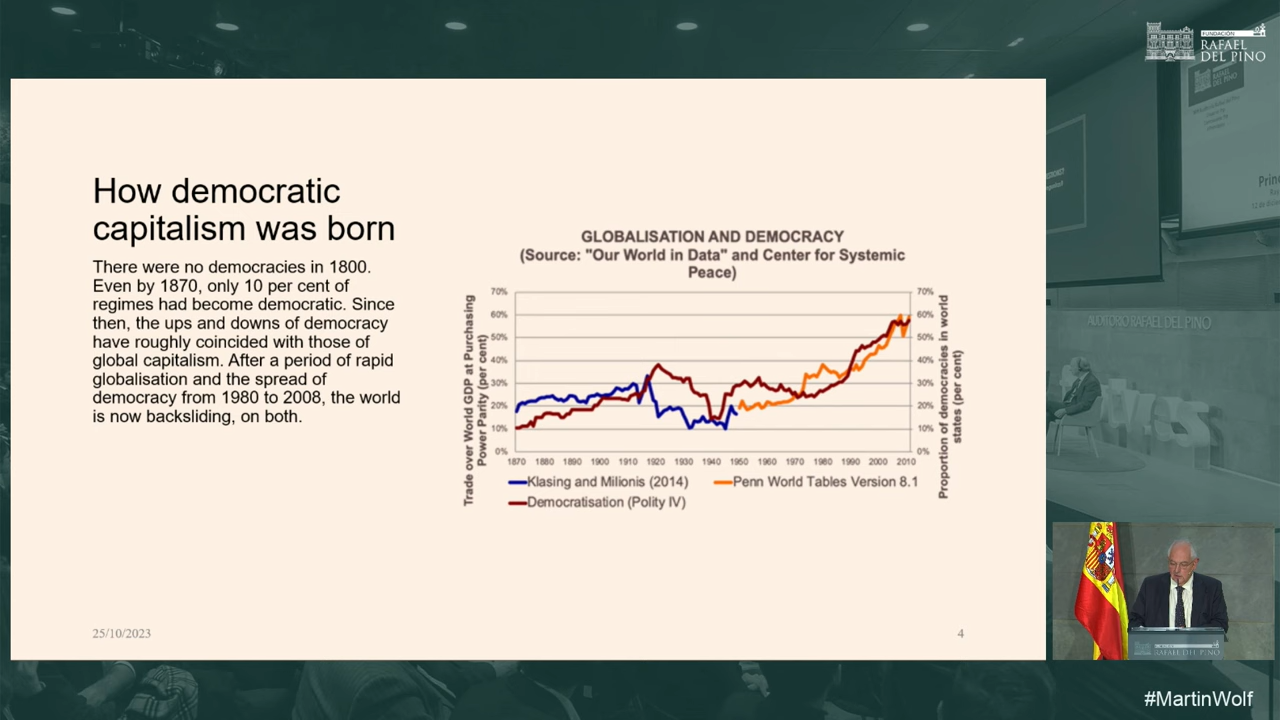 FUNDACIÓN
RAFAEL
DEL PINO
How democratic
capitalism was born
There were no democracies in 1800.
Even by 1870, only 10 per cent of
regimes had become democratic. Since
then, the ups and downs of democracy
have roughly coincided with those of
global capitalism. After a period of rapid
globalisation and the spread of
democracy from 1980 to 2008, the world
is now backsliding, on both.
GLOBALISATION AND DEMOCRACY
(Source: "Our World in Data" and Center for Systemic
Peace)
Trade over World GDP at Purchasing
Power Parity (per cent)
70%
60%
50%
40%
30%
20%
10%
0%
70%
60%
50%
40%
30%
20%
10%
0%
Proportion of democracies in world
states (per cent)
1870 1880 1890 1900 1910 1920 1930 1940 1950 1960 1970 1980 1990 2000 2010
Klasing and Milionis (2014) Penn World Tables Version 8.1
Democratisation (Polity IV)
25/10/2023 4
AUDITORIO RAFAEL DEL PINO
RAFAEL DEL PINO
#MartinWolf